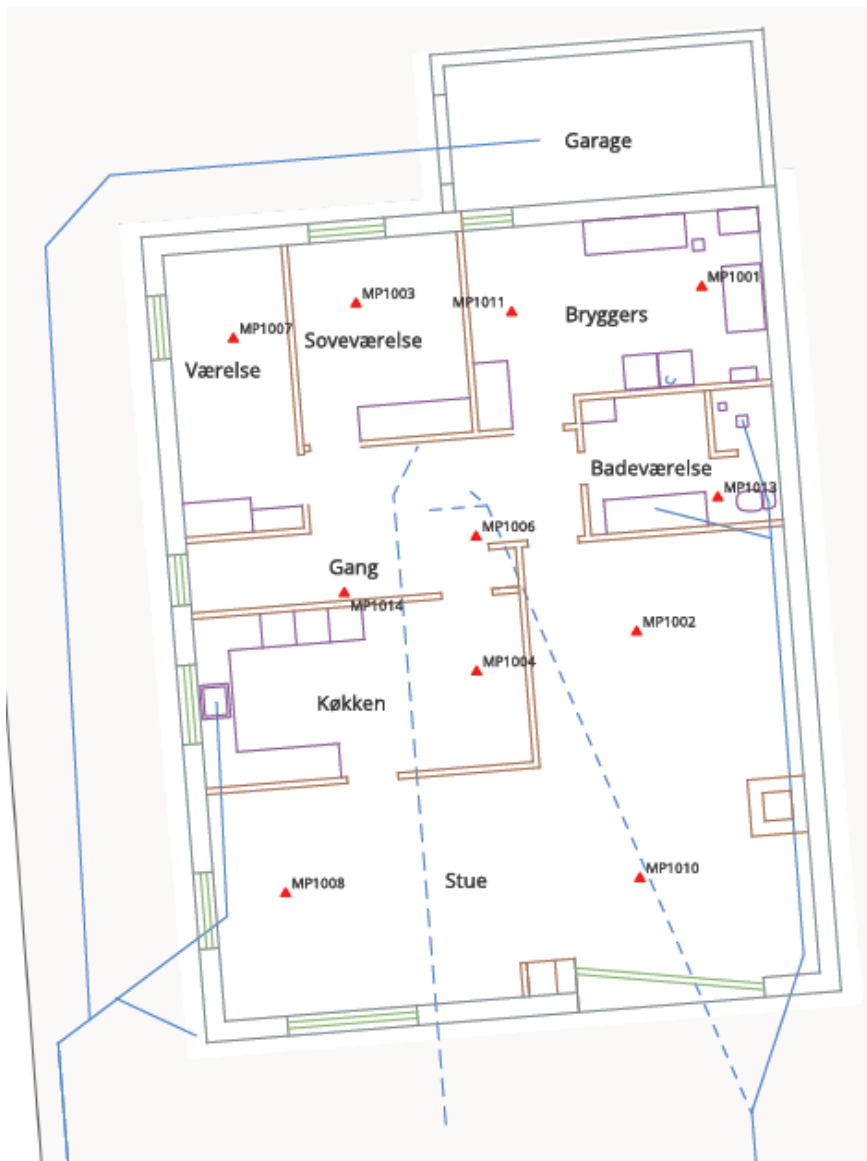 Garage
MP1001
MP1003
MP1011
Bryggers
MP1007
Soveværelse
Værelse
Badeværelse
MP1013
MP1006
Gang
MP1014
MP1002
MP1004
Køkken
MP1008
Stue
MP1010